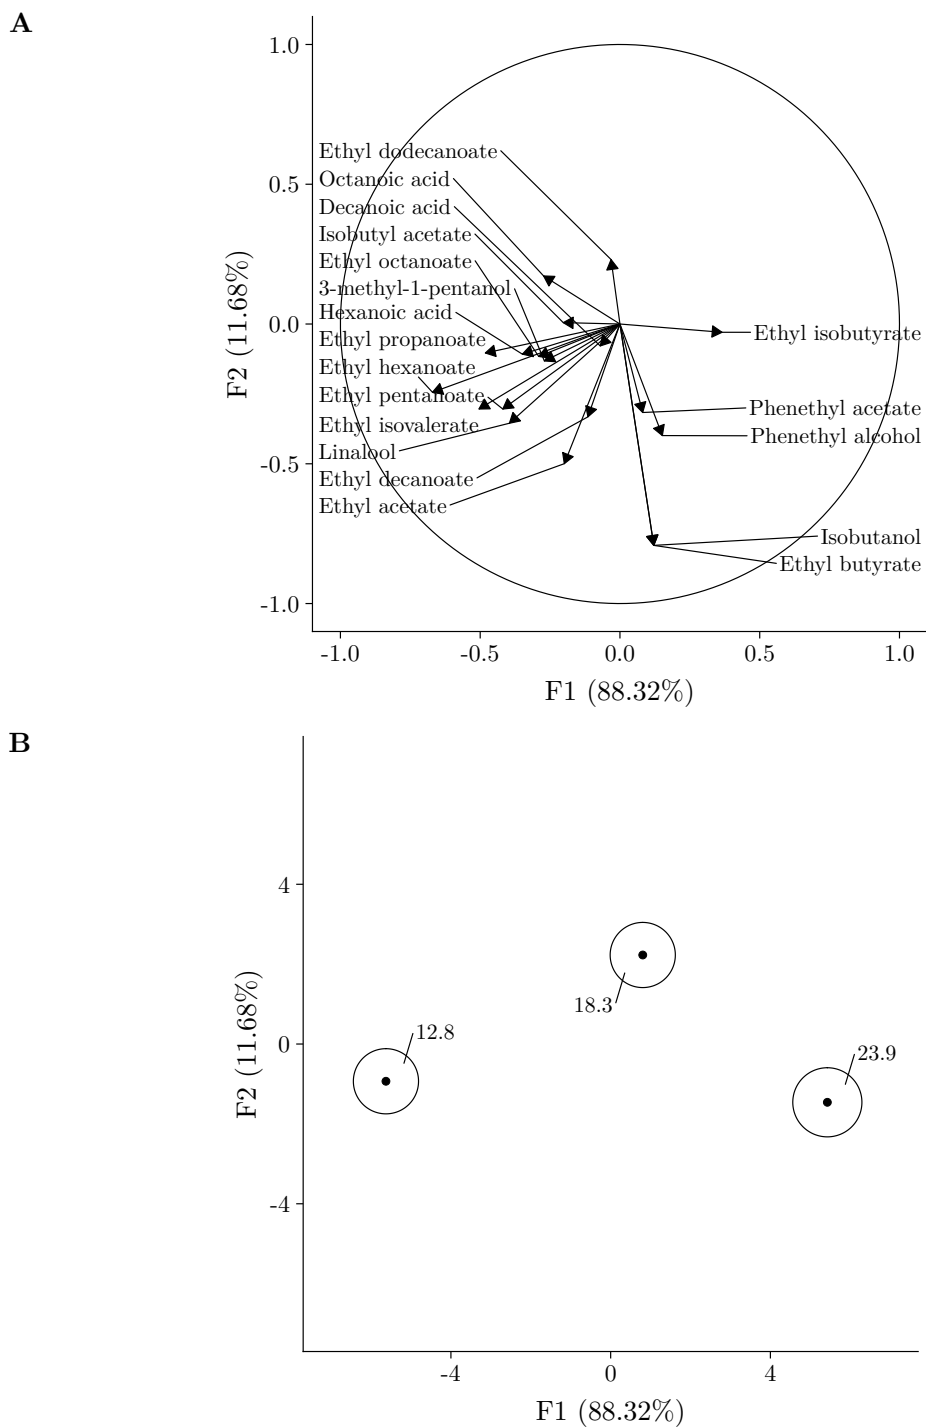 A
1.0
0.5
0.0
-0.5
-1.0
F2 (11.68%)
Ethyl dodecanoate
Octanoic acid
Decanoic acid
Isobutyl acetate
Ethyl octanoate
3-methyl-1-pentanol
Hexanoic acid
Ethyl propanoate
Ethyl hexanoate
Ethyl pentanoate
Ethyl isovalerate
Linalool
Ethyl decanoate
Ethyl acetate
Ethyl isobutyrate
Phenethyl acetate
Phenethyl alcohol
Isobutanol
Ethyl butyrate
-1.0 -0.5 0.0 0.5 1.0
F1 (88.32%)
B
4
0
-4
F2 (11.68%)
18.3
12.8
23.9
-4 0 4
F1 (88.32%)